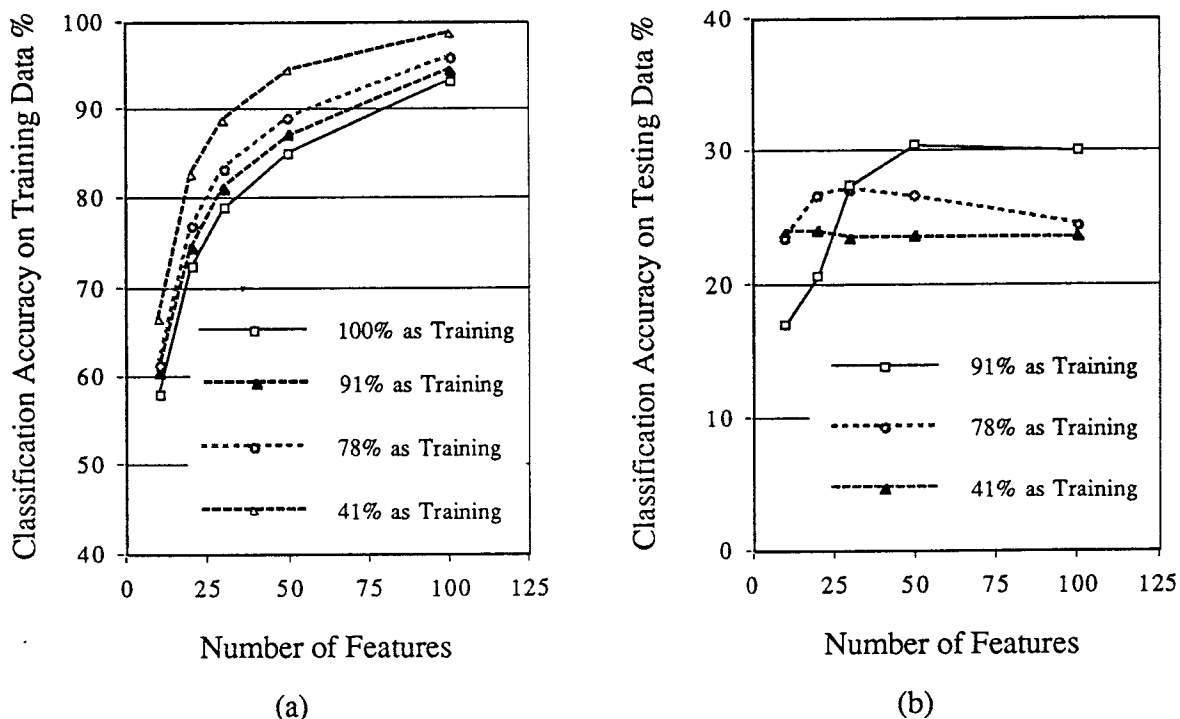 Classification Accuracy on Training Data %
100
90
80
70
60
50
40
0 25 50 75 100 125
100% as Training
91% as Training
78% as Training
41% as Training
Number of Features
(a)
Classification Accuracy on Testing Data %
40
30
20
10
0
0 25 50 75 100 125
91% as Training
78% as Training
41% as Training
Number of Features
(b)